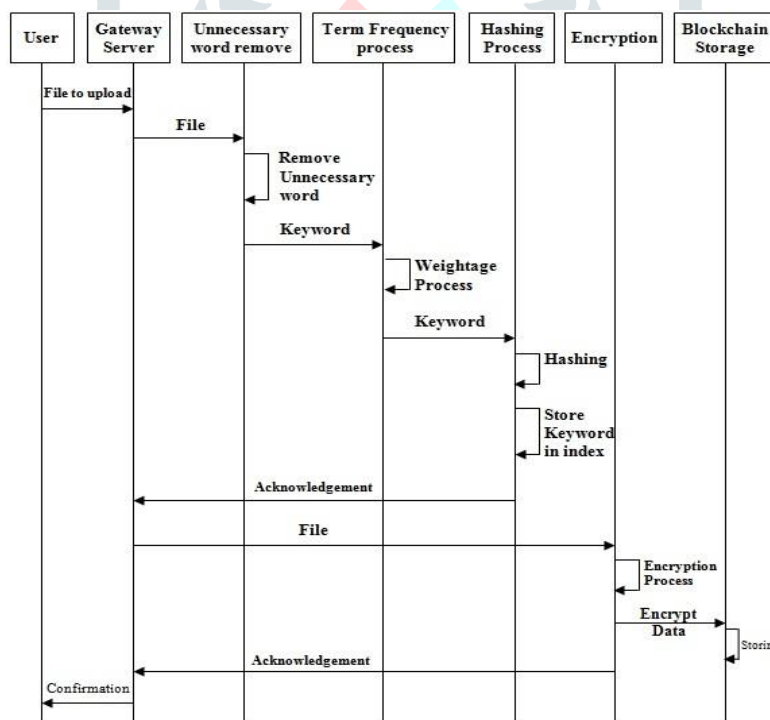 User
Gateway
Server
Unnecessary
word remove
Term Frequency
process
Hashing
Process
Encryption
Blockchain
Storage
File to upload
File
Remove
Unnecessary
word
Keyword
Weightage
Process
Keyword
Hashing
Store
Keyword
in index
Acknowledgement
File
Encryption
Process
Encrypt
Data
Storin
Acknowledgement
Confirmation